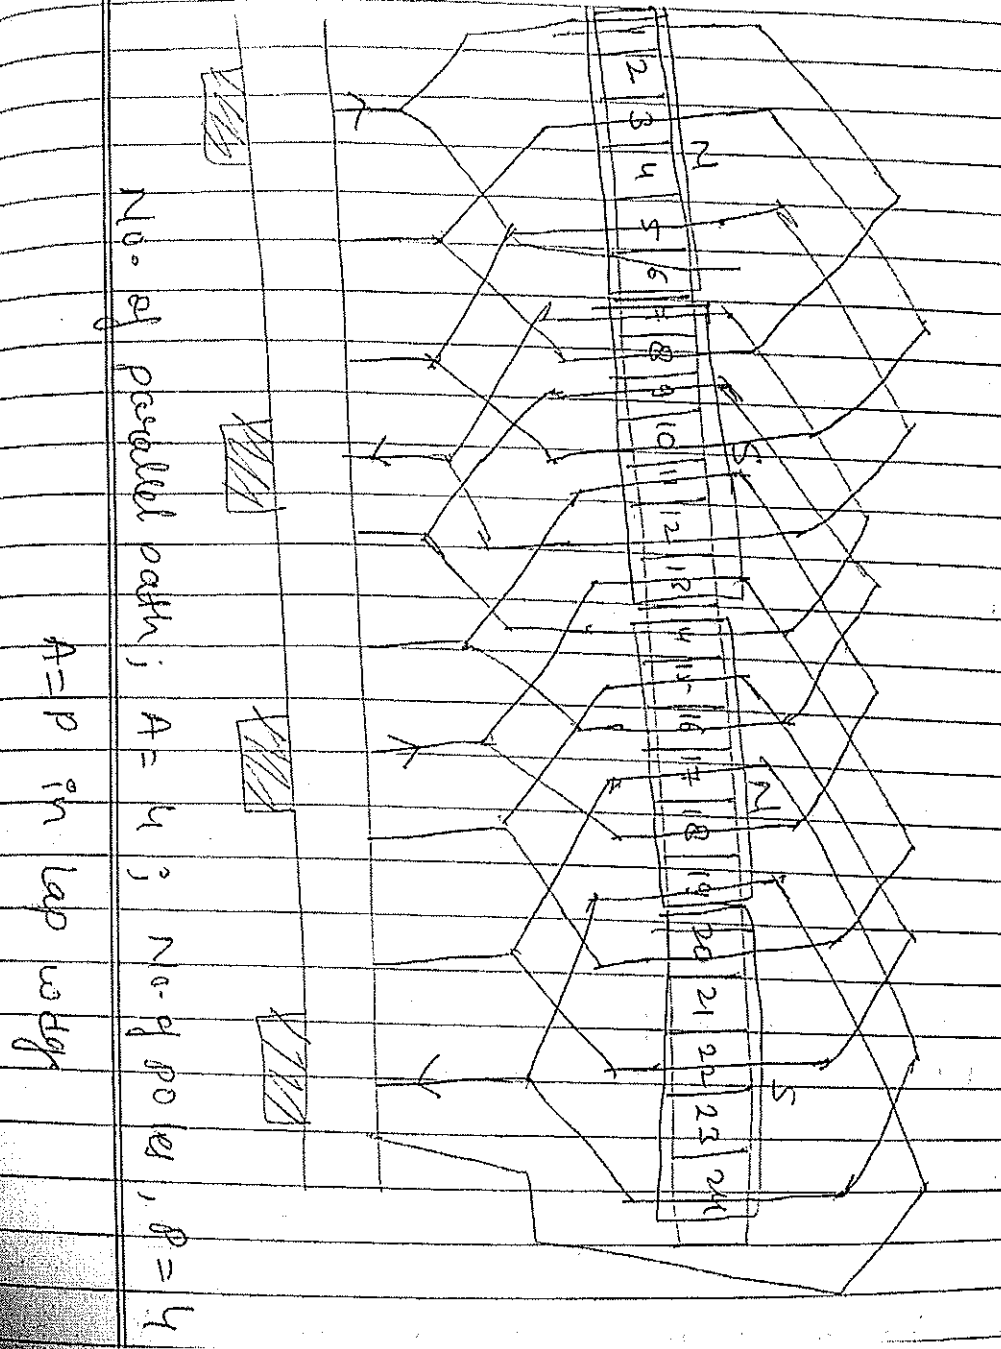 1 2 3 4 5 6 7 8 9 10 11 12 13 14 15 16 17 18 19 20 21 22 23 24
N S N S
No. of parallel path; A = 4 ; No. of poles, P = 4
A = P in lap wdgs